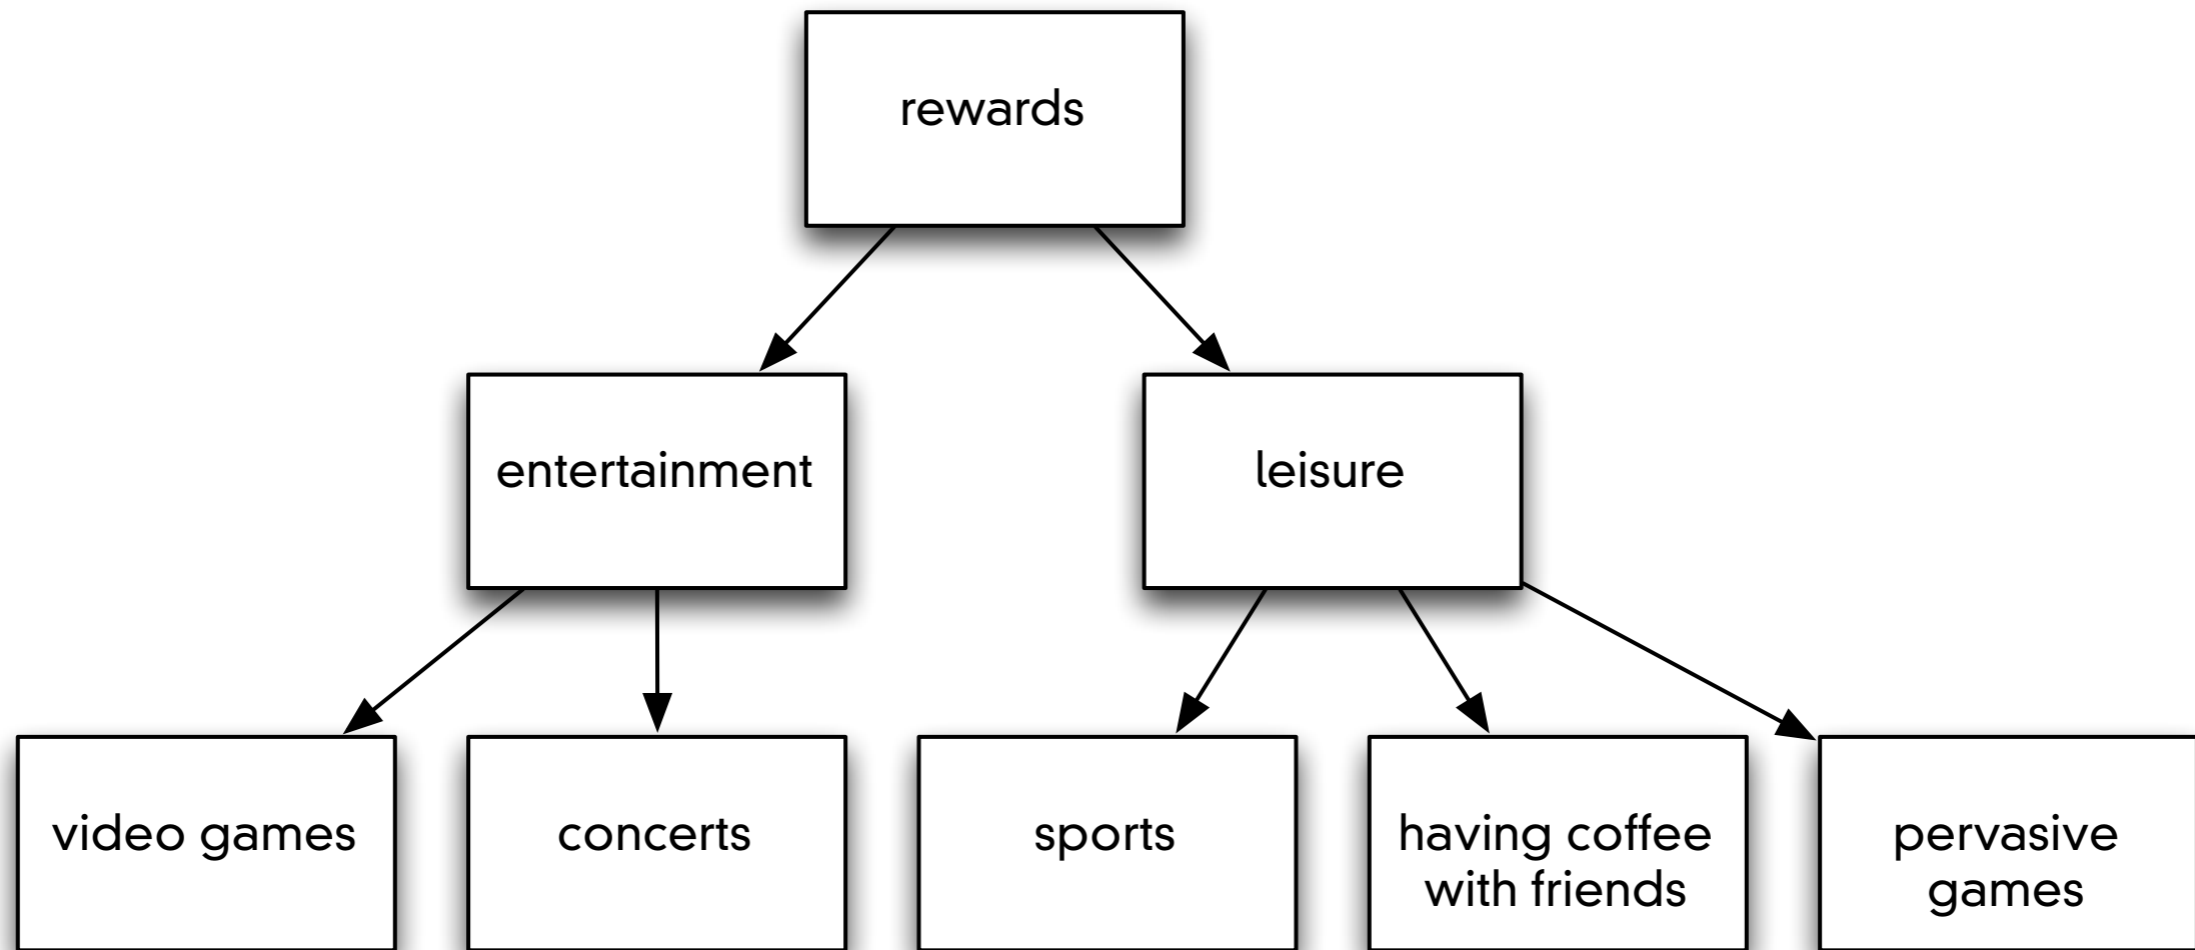 rewards
entertainment
leisure
video games
concerts
sports
having coffee
with friends
pervasive
games